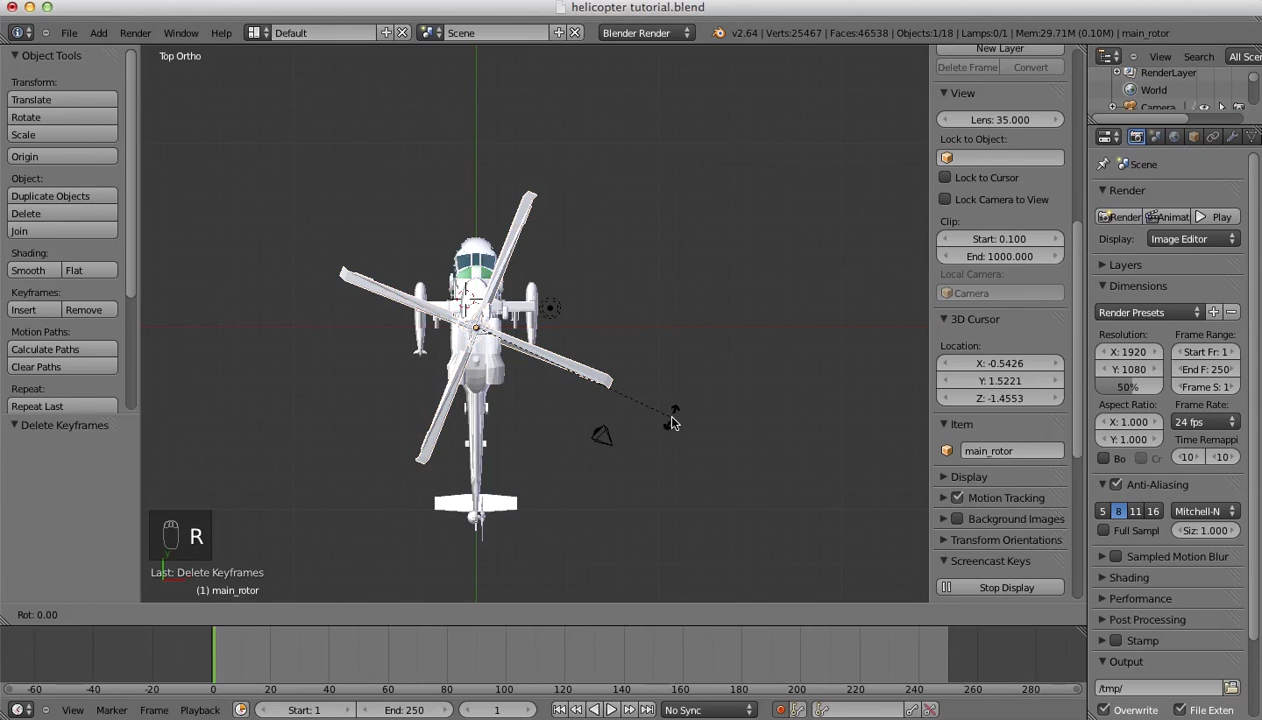 helicopter tutorial.blend
File Add Render Window Help Default Scene Blender Render v2.64 | Verts:25467 | Faces:46538 | Objects:1/18 | Lamps:0/1 | Mem:29.71M (0.10M) | main_rotor
Object Tools
Transform:
Translate
Rotate
Scale
Origin
Object:
Duplicate Objects
Delete
Join
Shading:
Smooth Flat
Keyframes:
Insert Remove
Motion Paths:
Calculate Paths
Clear Paths
Repeat:
Repeat Last
Delete Keyframes
Top Ortho
R
y
Last: Delete Keyframes
(1) main_rotor
New Layer
Delete Frame Convert
View
Lens: 35.000
Lock to Object:
Lock to Cursor
Lock Camera to View
Clip:
Start: 0.100
End: 1000.000
Local Camera:
Camera
3D Cursor
Location:
X: -0.5426
Y: 1.5221
Z: -1.4553
Item
main_rotor
Display
Motion Tracking
Background Images
Transform Orientations
Screencast Keys
Stop Display
View Search All Scen
RenderLayer
World
Camera
Scene
Render
Render Animat Play
Display: Image Editor
Layers
Dimensions
Render Presets
Resolution: Frame Range:
X: 1920 Start Fr: 1
Y: 1080 End F: 250
50% Frame S: 1
Aspect Ratio: Frame Rate:
X: 1.000 24 fps
Y: 1.000 Time Remappi
Bo Cr 10 10
Anti-Aliasing
5 8 11 16 Mitchell-N
Full Sampl Siz: 1.000
Sampled Motion Blur
Shading
Performance
Post Processing
Stamp
Output
/tmp/
Overwrite File Exten
Rot: 0.00
-60 -40 -20 0 20 40 60 80 100 120 140 160 180 200 220 240 260 280
View Marker Frame Playback Start: 1 End: 250 1 No Sync